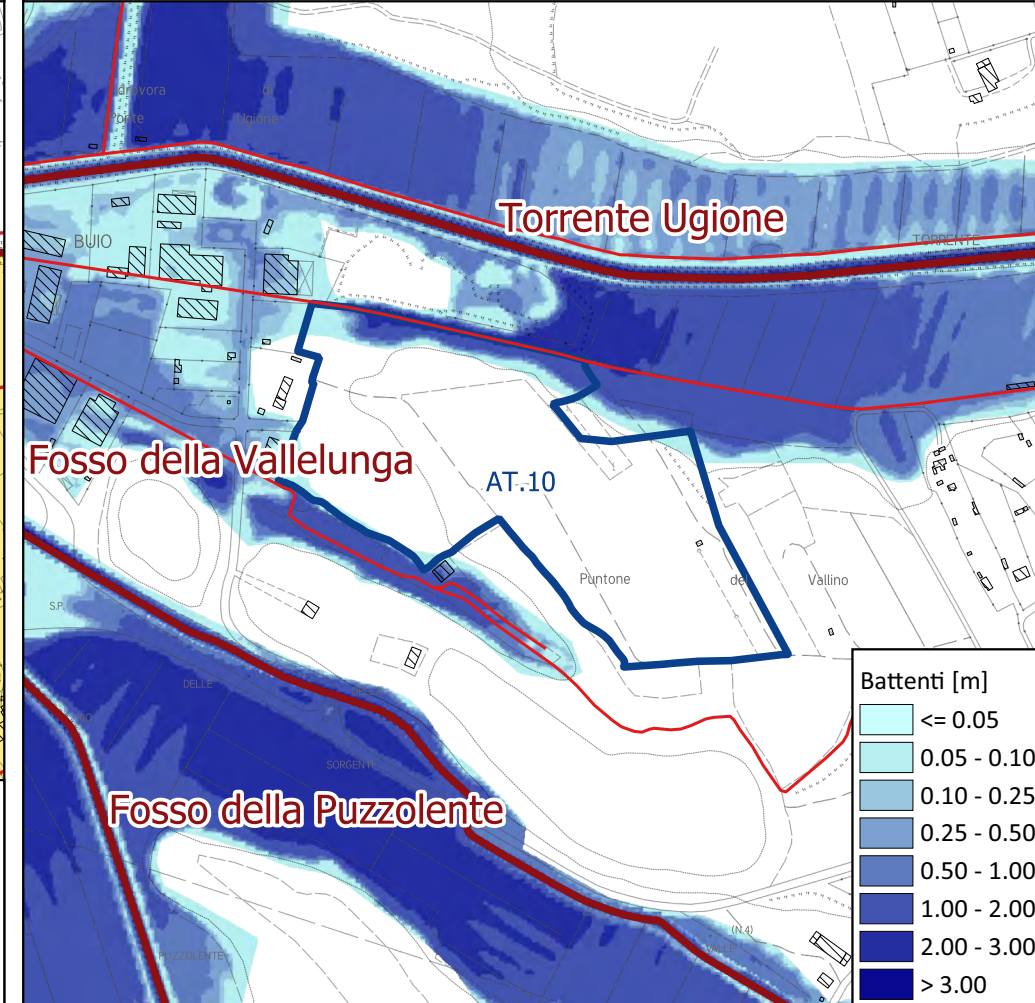 drovora di
Ponte Ugione
Torrente Ugione
BUIO
TORRENTE
Fosso della Vallelunga
AT.10
Puntone del Vallino
S.P.
DELLE
SORGENTI
Fosso della Puzzolente
PUZZOLENTE
(N.4)
VALLE
Battenti [m]
<= 0.05
0.05 - 0.10
0.10 - 0.25
0.25 - 0.50
0.50 - 1.00
1.00 - 2.00
2.00 - 3.00
> 3.00